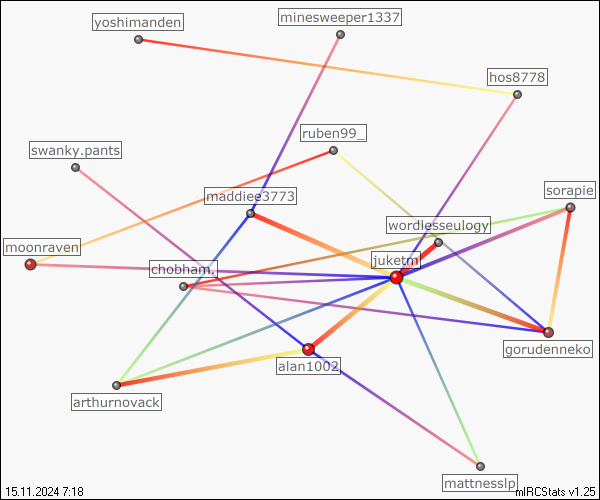 minesweeper1337
yoshimanden
hos8778
ruben99_
swanky.pants
sorapie
maddiee3773
wordlesseulogy
moonraven
juketm
chobham.
gorudenneko
alan1002
arthurnovack
mattnesslp
15.11.2024 7:18
mIRCStats v1.25